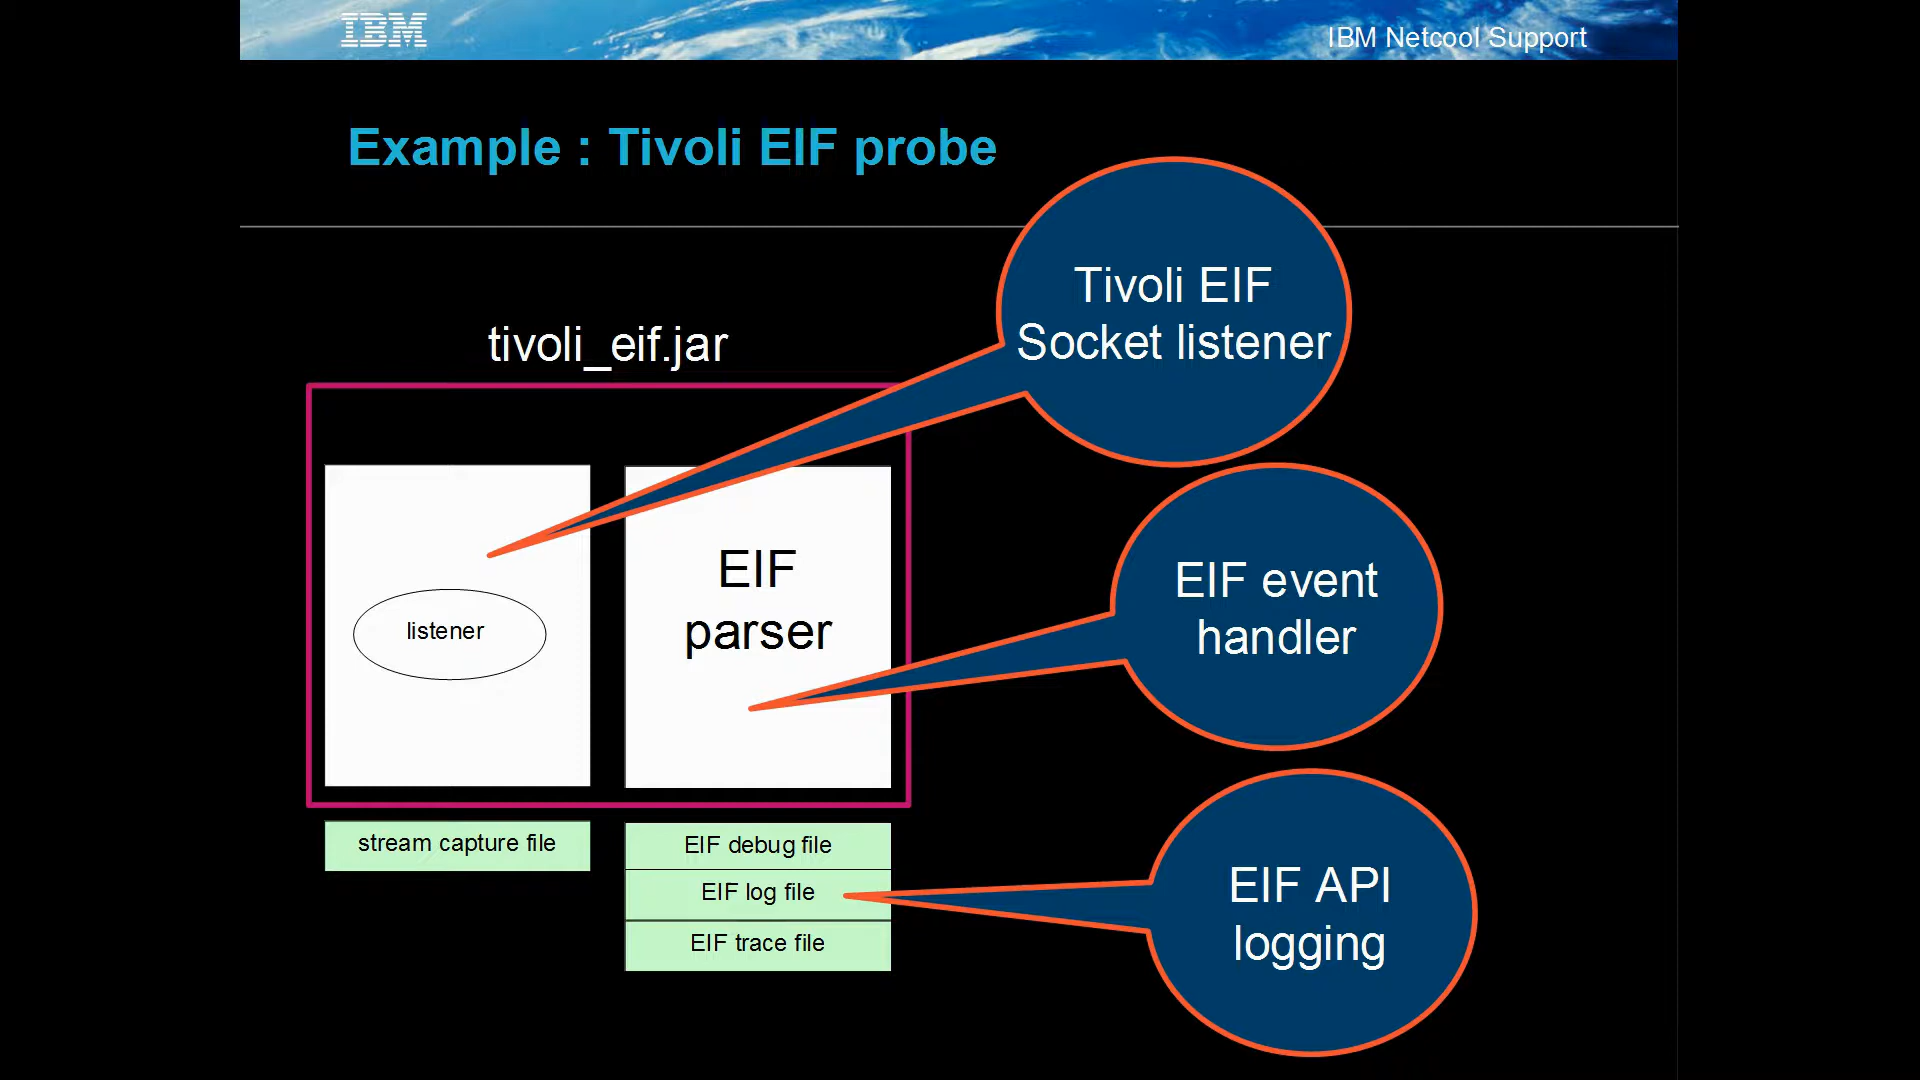 IBM
IBM Netcool Support
Example : Tivoli EIF probe
Tivoli EIF
Socket listener
tivoli_eif.jar
listener
EIF
parser
EIF event
handler
stream capture file
EIF debug file
EIF log file
EIF trace file
EIF API
logging